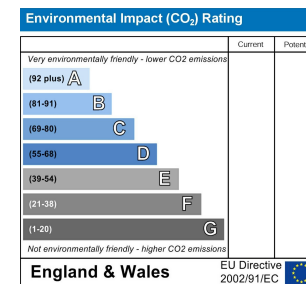 Environmental Impact (CO₂) Rating
Current Potent
Very environmentally friendly - lower CO2 emissions
(92 plus) A
(81-91) B
(69-80) C
(55-68) D
(39-54) E
(21-38) F
(1-20) G
Not environmentally friendly - higher CO2 emissions
England & Wales
EU Directive
2002/91/EC